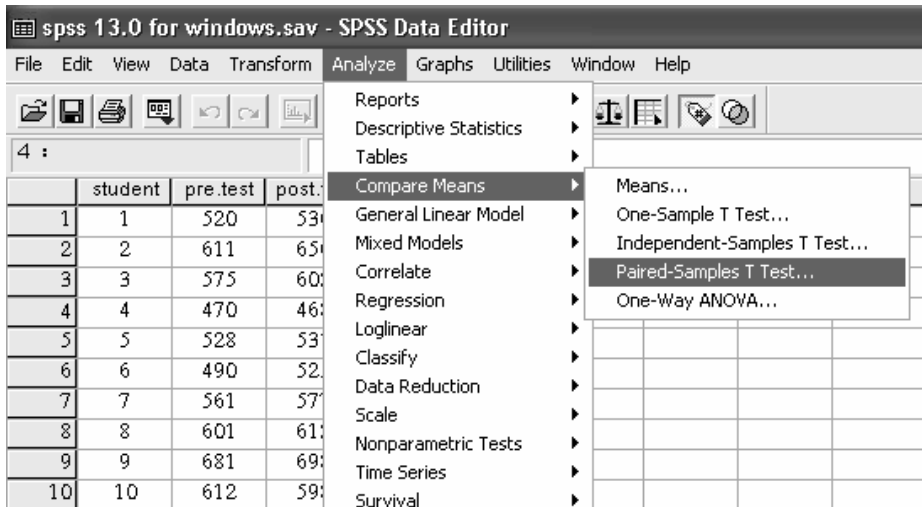 spss 13.0 for windows.sav - SPSS Data Editor
File Edit View Data Transform Analyze Graphs Utilities Window Help
4 :
student pre.test
1 1 520
2 2 611
3 3 575
4 4 470
5 5 528
6 6 490
7 7 561
8 8 601
9 9 681
10 10 612
Reports
Descriptive Statistics
Tables
Compare Means
General Linear Model
Mixed Models
Correlate
Regression
Loglinear
Classify
Data Reduction
Scale
Nonparametric Tests
Time Series
Survival
Means...
One-Sample T Test...
Independent-Samples T Test...
Paired-Samples T Test...
One-Way ANOVA...